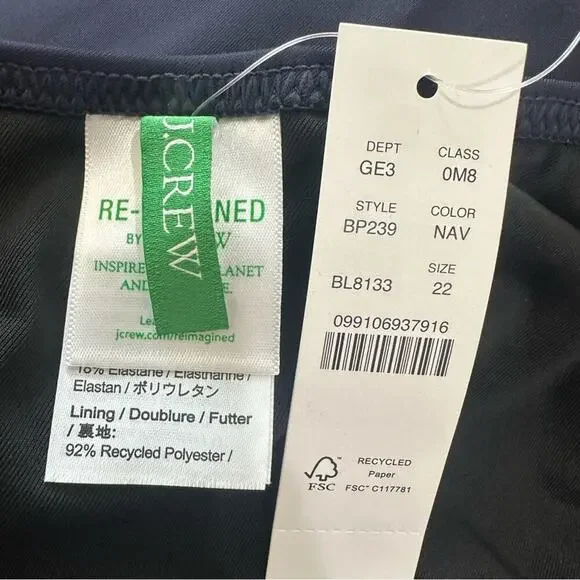 J.CREW
RE- NED
BY W
INSPIRE LANET
AND E.
Le
jcrew.com/reimagined
18% Elastane / Elasthanne /
Elastan / ポリウレタン
Lining / Doublure / Futter
/ 裏地:
92% Recycled Polyester /
DEPT CLASS
GE3 0M8
STYLE COLOR
BP239 NAV
SIZE
BL8133 22
099106937916
RECYCLED
Paper
FSC FSC® C117781